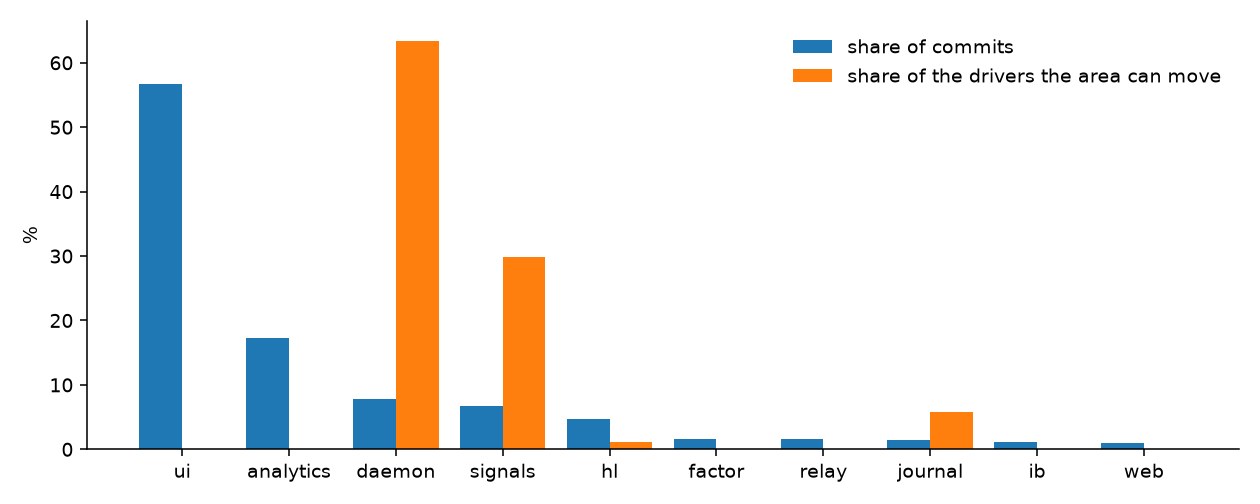 share of commits
share of the drivers the area can move
60
50
40
30
20
10
0
%
ui analytics daemon signals hl factor relay journal ib web